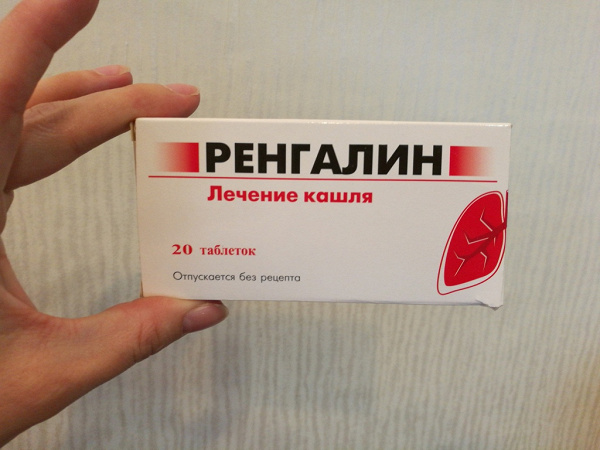 РЕНГАЛИН
Лечение кашля
20 таблеток
Отпускается без рецепта